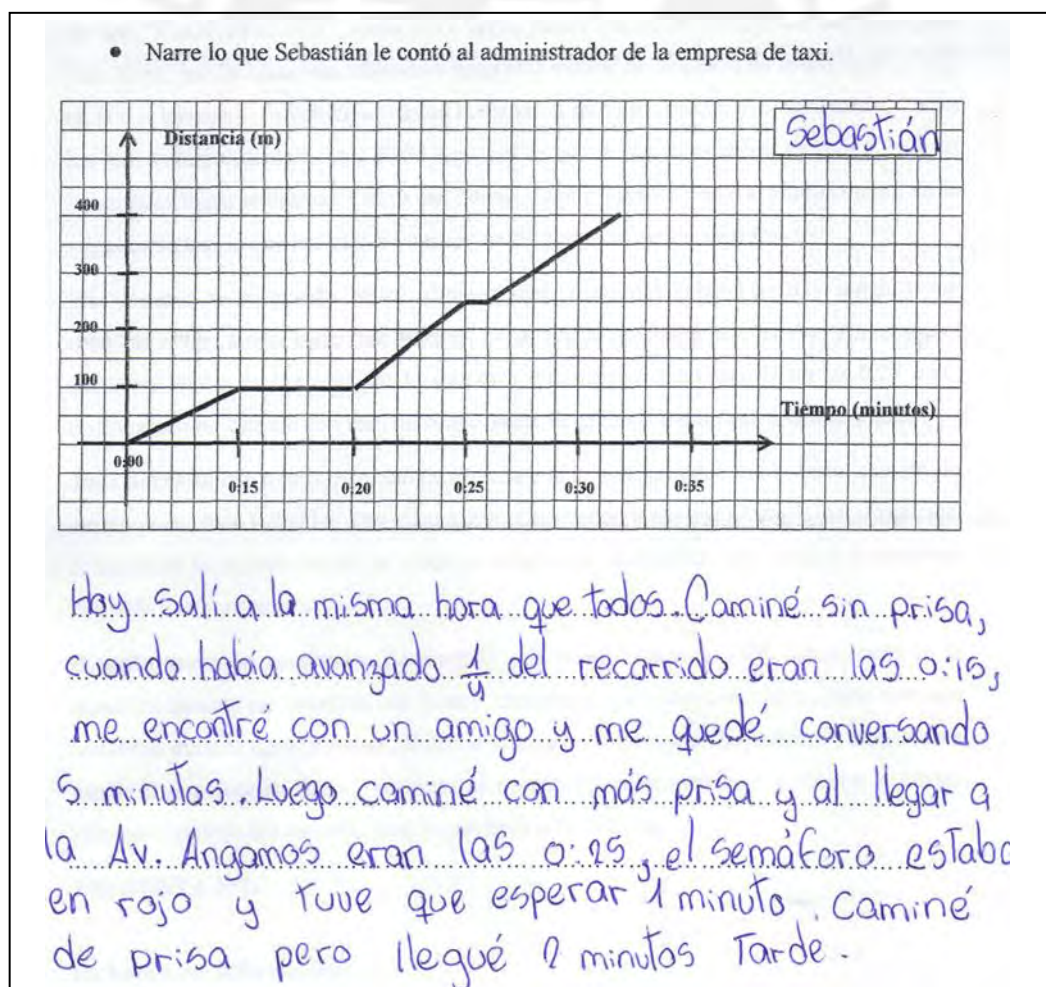 • Narre lo que Sebastián le contó al administrador de la empresa de taxi.
Sebastián
Distancia (m)
400
300
200
100
Tiempo (minutos)
0:00
0:15 0:20 0:25 0:30 0:35
Hoy salí a la misma hora que todos. Caminé sin prisa,
cuando había avanzado 1/4 del recorrido eran las 0:15,
me encontré con un amigo y me quedé conversando
5 minutos. Luego caminé con más prisa y al llegar a
la Av. Angamos eran las 0:25, el semáforo estaba
en rojo y tuve que esperar 1 minuto. Caminé
de prisa pero llegué 2 minutos Tarde.